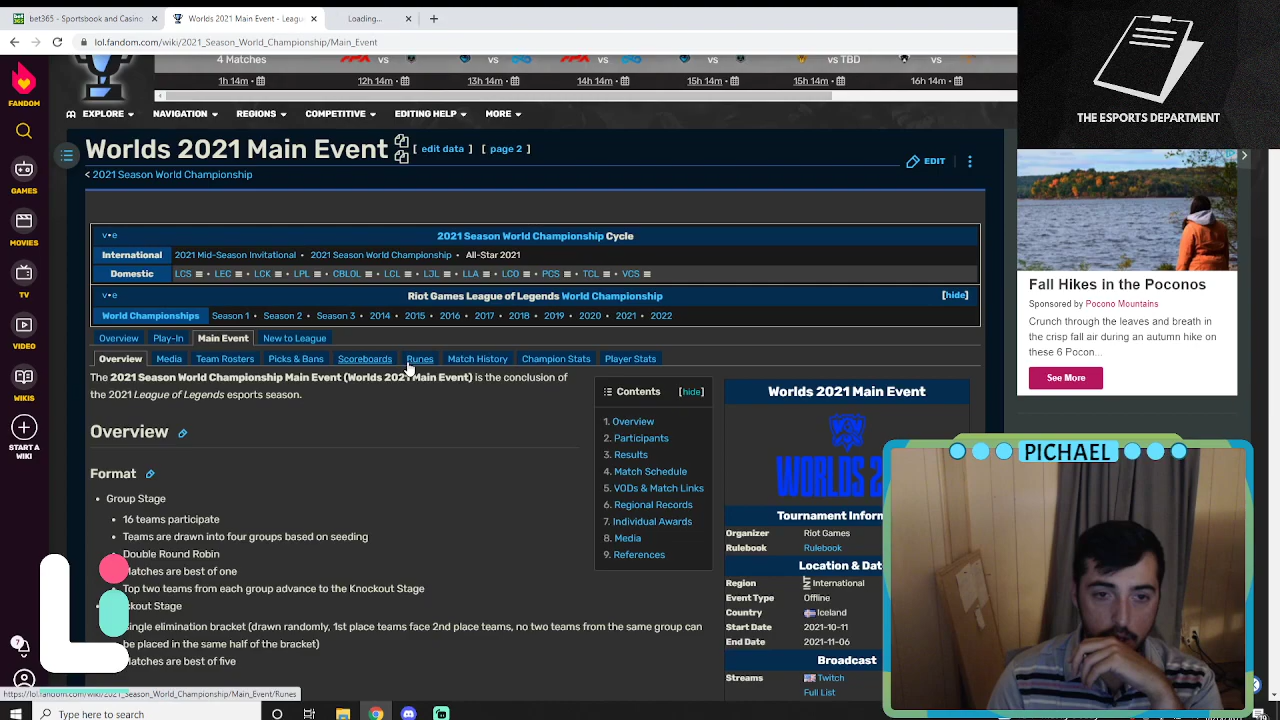 bet365 - Sportsbook and Casino
Worlds 2021 Main Event - Leagu
Loading...
lol.fandom.com/wiki/2021_Season_World_Championship/Main_Event
THE ESPORTS DEPARTMENT
4 Matches
vs
vs
vs
vs
vs
vs TBD
vs
1h 14m
12h 14m
13h 14m
14h 14m
15h 14m
15h 14m
16h 14m
FANDOM
GAMES
MOVIES
TV
VIDEO
WIKIS
START A
WIKI
7
EXPLORE
NAVIGATION
REGIONS
COMPETITIVE
EDITING HELP
MORE
Worlds 2021 Main Event [ edit data ] [ page 2 ]
EDIT
< 2021 Season World Championship
v•e
2021 Season World Championship Cycle
International 2021 Mid-Season Invitational • 2021 Season World Championship • All-Star 2021
Domestic LCS • LEC • LCK • LPL • CBLOL • LCL • LJL • LLA • LCO • PCS • TCL • VCS
v•e
Riot Games League of Legends World Championship
[hide]
World Championships Season 1 • Season 2 • Season 3 • 2014 • 2015 • 2016 • 2017 • 2018 • 2019 • 2020 • 2021 • 2022
Overview Play-In Main Event New to League
Overview Media Team Rosters Picks & Bans Scoreboards Runes Match History Champion Stats Player Stats
The 2021 Season World Championship Main Event (Worlds 2021 Main Event) is the conclusion of
the 2021 League of Legends esports season.
Overview
Format
• Group Stage
• 16 teams participate
• Teams are drawn into four groups based on seeding
Double Round Robin
Matches are best of one
Top two teams from each group advance to the Knockout Stage
ckout Stage
ingle elimination bracket (drawn randomly, 1st place teams face 2nd place teams, no two teams from the same group can
be placed in the same half of the bracket)
Matches are best of five
Contents [hide]
1. Overview
2. Participants
3. Results
4. Match Schedule
5. VODs & Match Links
6. Regional Records
7. Individual Awards
8. Media
9. References
Worlds 2021 Main Event
WORLDS 2
Tournament Inform
Organizer Riot Games
Rulebook Rulebook
Location & Dat
Region INT International
Event Type Offline
Country Iceland
Start Date 2021-10-11
End Date 2021-11-06
Broadcast
Streams Twitch
Full List
Fall Hikes in the Poconos
Sponsored by Pocono Mountains
Crunch through the leaves and breath in
the crisp fall air during an autumn hike on
these 6 Pocon...
See More
PICHAEL
L
https://lol.fandom.com/wiki/2021_Season_World_Championship/Main_Event/Runes
Type here to search